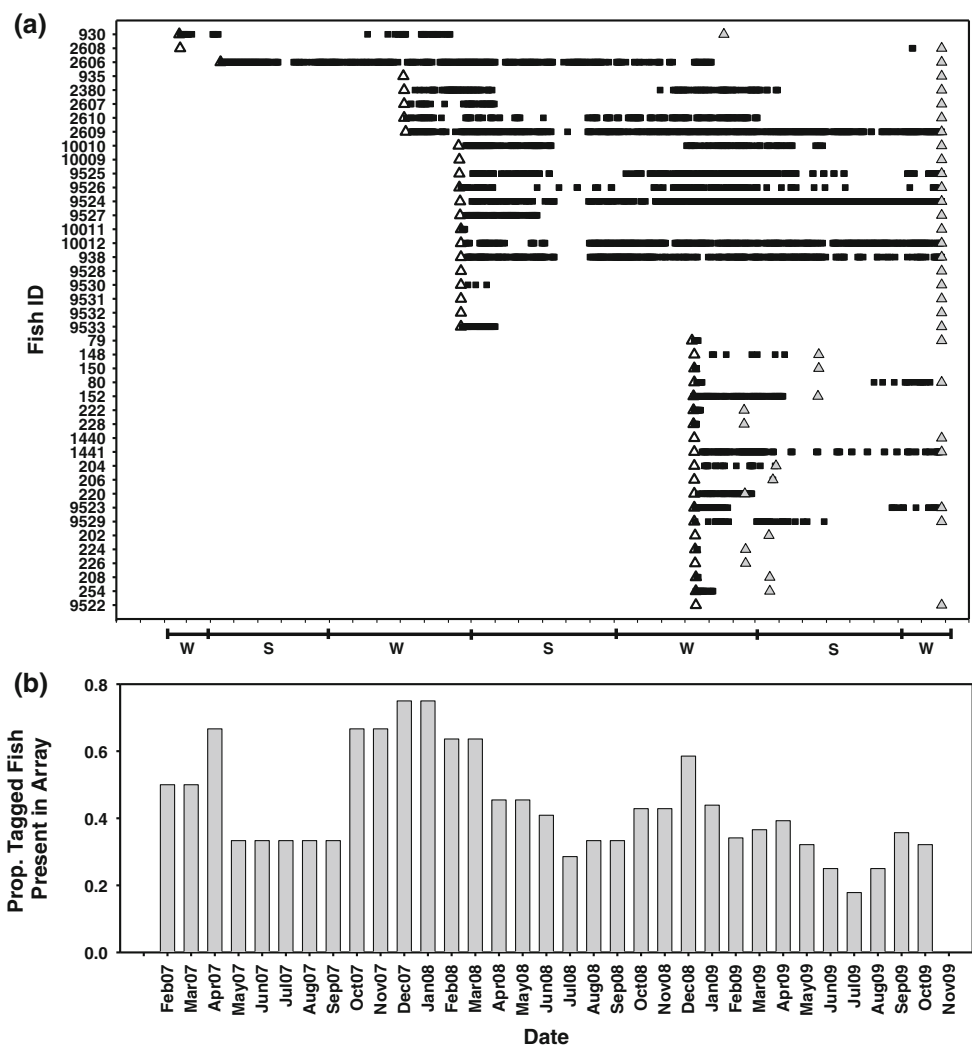 (a)
Fish ID
930
2608
2606
935
2380
2607
2610
2609
10010
10009
9525
9526
9524
9527
10011
10012
938
9528
9530
9531
9532
9533
79
148
150
80
152
222
228
1440
1441
204
206
220
9523
9529
202
224
226
208
254
9522
W S W S W S W
(b)
Prop. Tagged Fish
Present in Array
0.8
0.6
0.4
0.2
0.0
Feb07
Mar07
Apr07
May07
Jun07
Jul07
Aug07
Sep07
Oct07
Nov07
Dec07
Jan08
Feb08
Mar08
Apr08
May08
Jun08
Jul08
Aug08
Sep08
Oct08
Nov08
Dec08
Jan09
Feb09
Mar09
Apr09
May09
Jun09
Jul09
Aug09
Sep09
Oct09
Nov09
Date